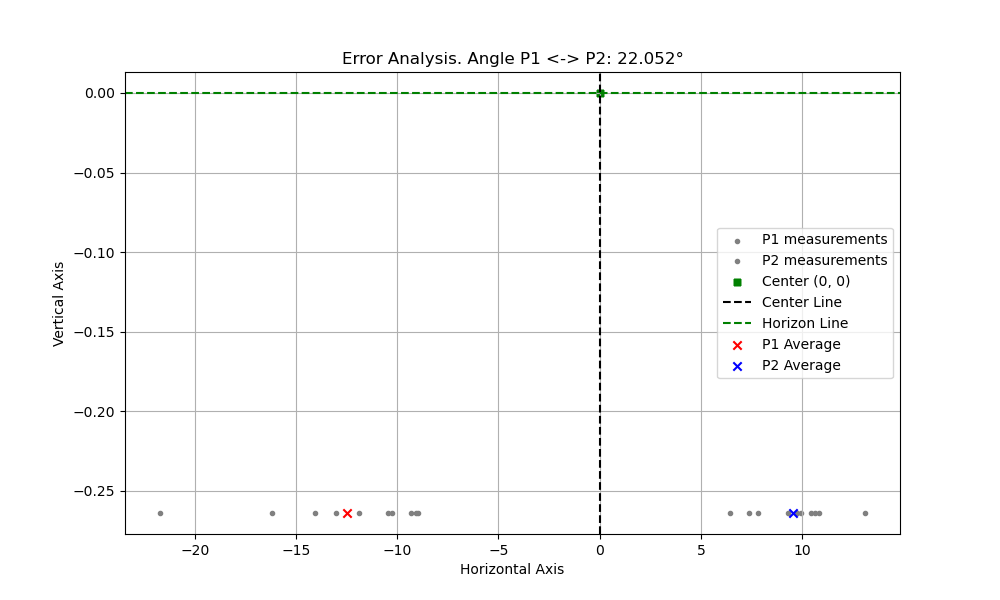 Error Analysis. Angle P1 <-> P2: 22.052°
0.00
−0.05
−0.10
−0.15
−0.20
−0.25
Vertical Axis
P1 measurements
P2 measurements
Center (0, 0)
Center Line
Horizon Line
P1 Average
P2 Average
−20
−15
−10
−5
0
5
10
Horizontal Axis